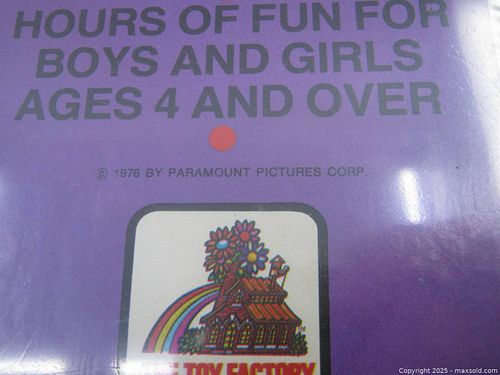 HOURS OF FUN FOR
BOYS AND GIRLS
AGES 4 AND OVER
© 1976 BY PARAMOUNT PICTURES CORP.
TOY FACTORY
Copyright 2025 - maxsold.com